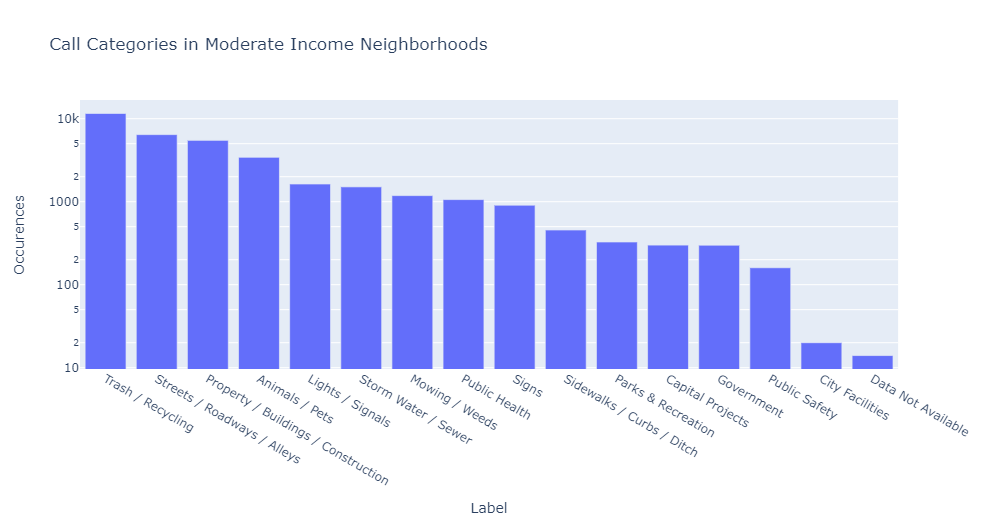 Call Categories in Moderate Income Neighborhoods
Occurences
10k
5
2
1000
5
2
100
5
2
10
Trash / Recycling
Streets / Roadways / Alleys
Property / Buildings / Construction
Animals / Pets
Lights / Signals
Storm Water / Sewer
Mowing / Weeds
Public Health
Signs
Sidewalks / Curbs / Ditch
Parks & Recreation
Capital Projects
Government
Public Safety
City Facilities
Data Not Available
Label